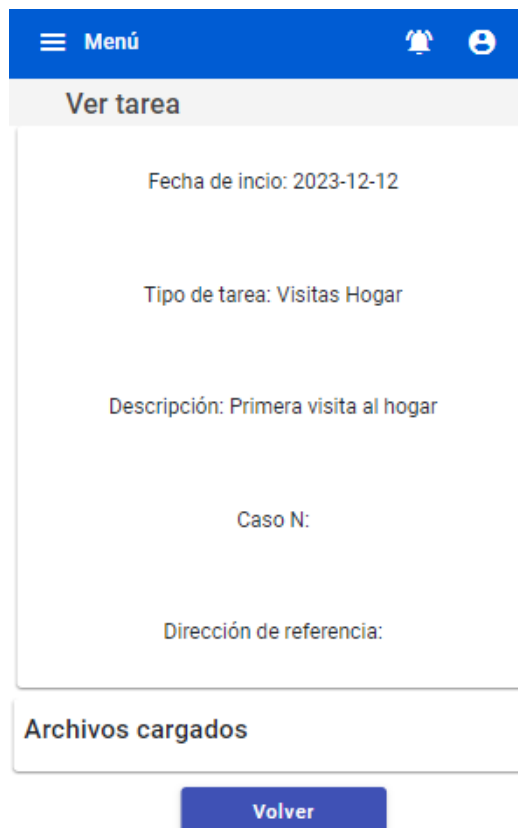 Menú
Ver tarea
Fecha de incio: 2023-12-12
Tipo de tarea: Visitas Hogar
Descripción: Primera visita al hogar
Caso N:
Dirección de referencia:
Archivos cargados
Volver